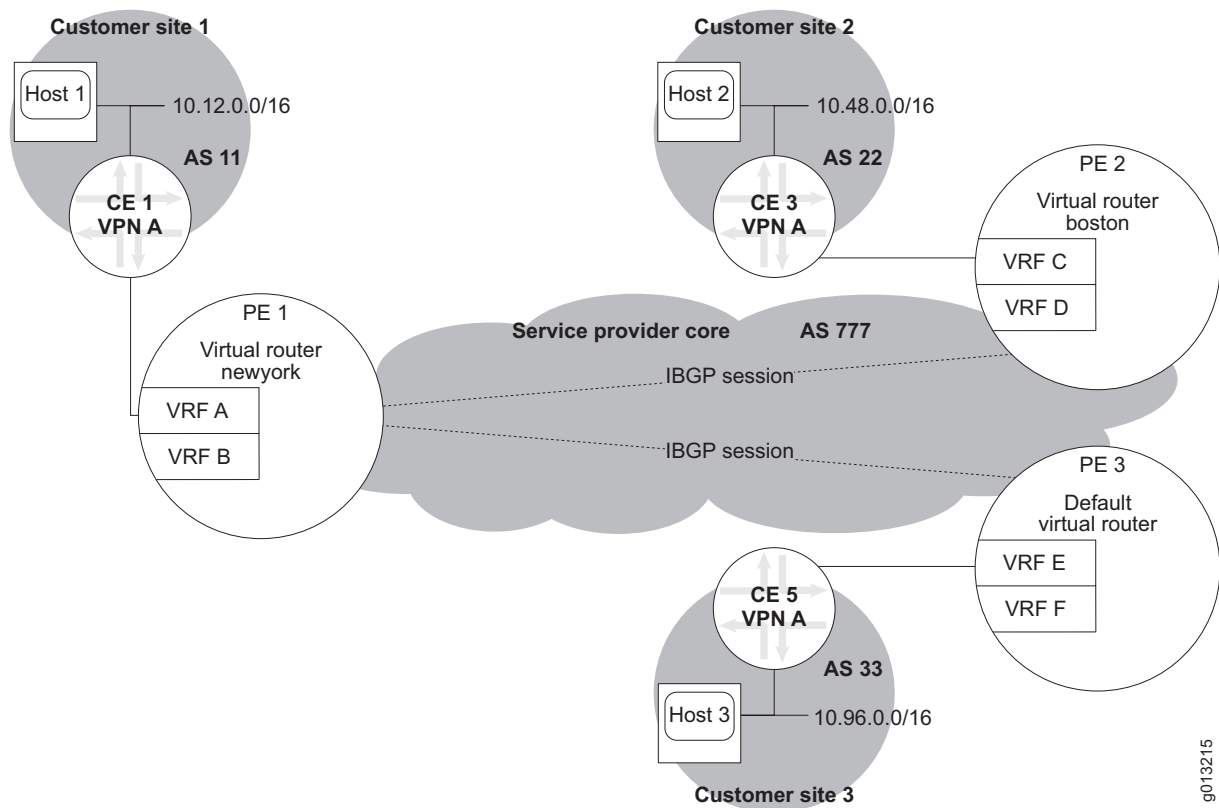 Customer site 1
Host 1
10.12.0.0/16
AS 11
CE 1
VPN A
Customer site 2
Host 2
10.48.0.0/16
AS 22
CE 3
VPN A
PE 2
Virtual router
boston
VRF C
VRF D
PE 1
Virtual router
newyork
VRF A
VRF B
Service provider core
AS 777
IBGP session
IBGP session
PE 3
Default
virtual router
VRF E
VRF F
CE 5
VPN A
AS 33
Host 3
10.96.0.0/16
Customer site 3
g013215